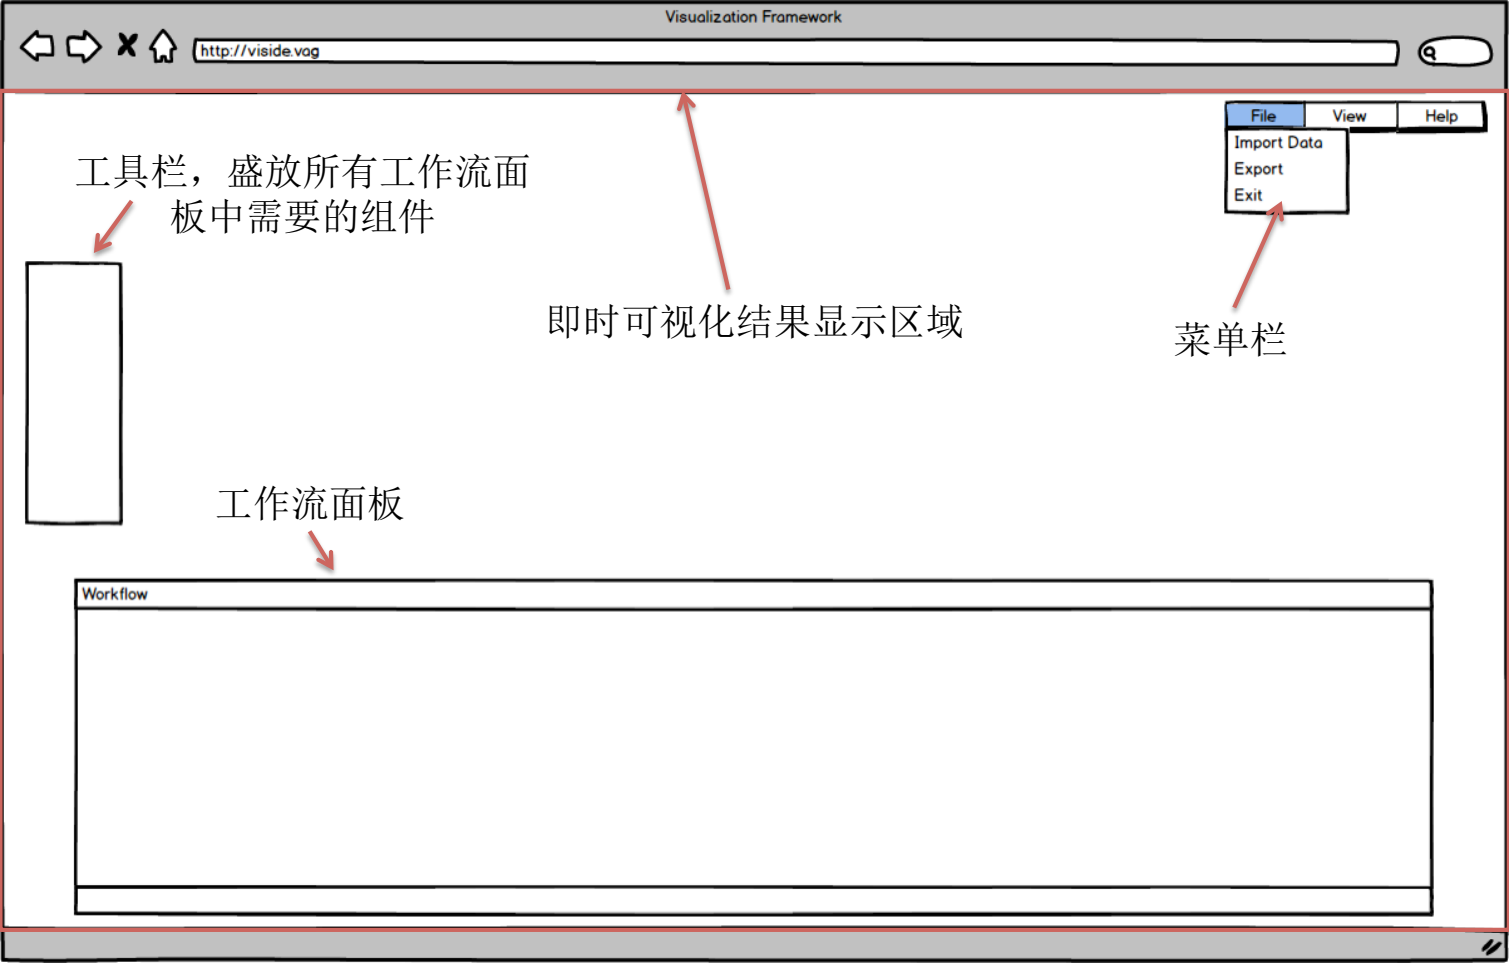 Visualization Framework
http://viside.vag
File View Help
Import Data
Export
Exit
工具栏，盛放所有工作流面
板中需要的组件
即时可视化结果显示区域
菜单栏
工作流面板
Workflow